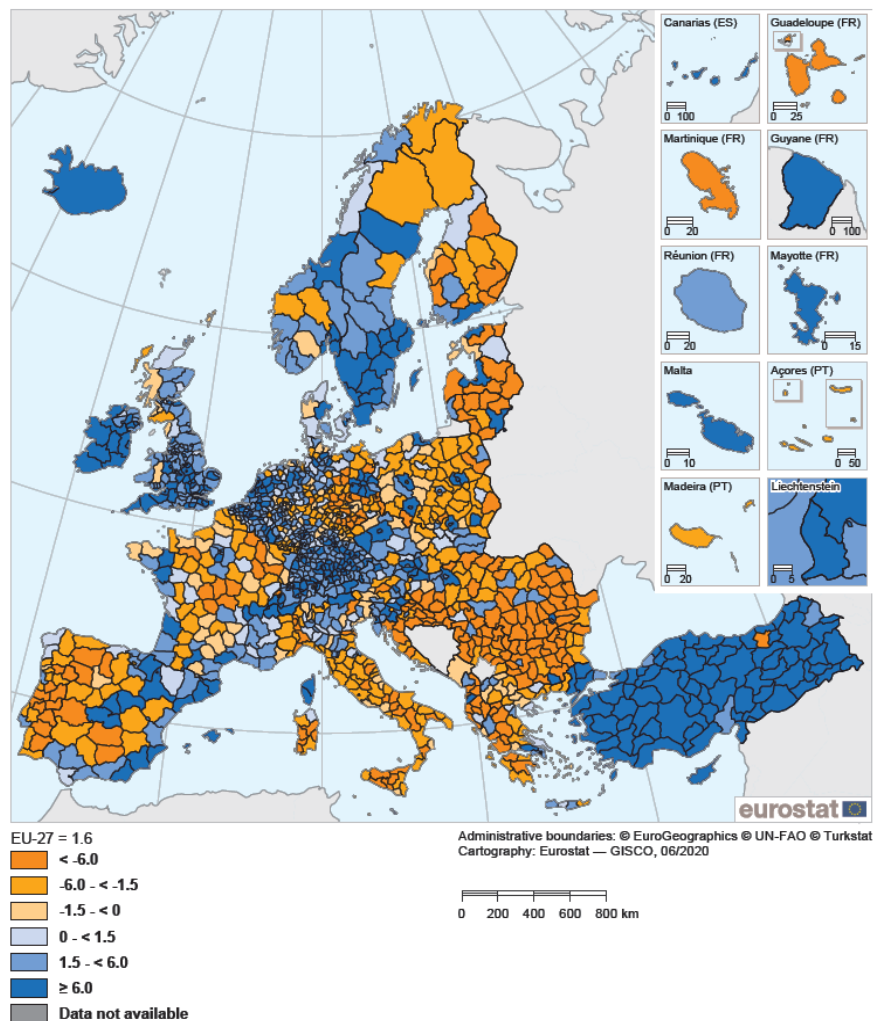 Canarias (ES)
0 100
Guadeloupe (FR)
0 25
Martinique (FR)
0 20
Guyane (FR)
0 100
Réunion (FR)
0 20
Mayotte (FR)
0 15
Malta
0 10
Açores (PT)
0 50
Madeira (PT)
0 20
Liechtenstein
0 5
eurostat
EU-27 = 1.6
< -6.0
-6.0 - < -1.5
-1.5 - < 0
0 - < 1.5
1.5 - < 6.0
≥ 6.0
Data not available
Administrative boundaries: © EuroGeographics © UN-FAO © Turkstat
Cartography: Eurostat — GISCO, 06/2020
0 200 400 600 800 km